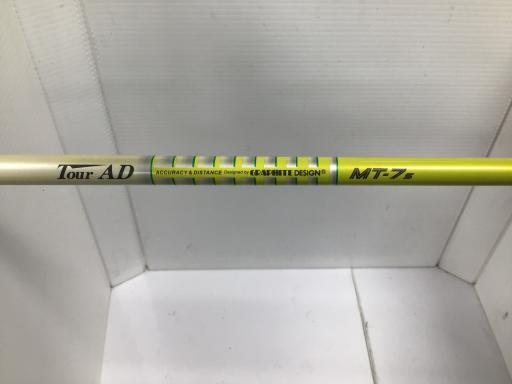 Tour AD ACCURACY & DISTANCE Designed by GRAPHITE DESIGN® MT-7s